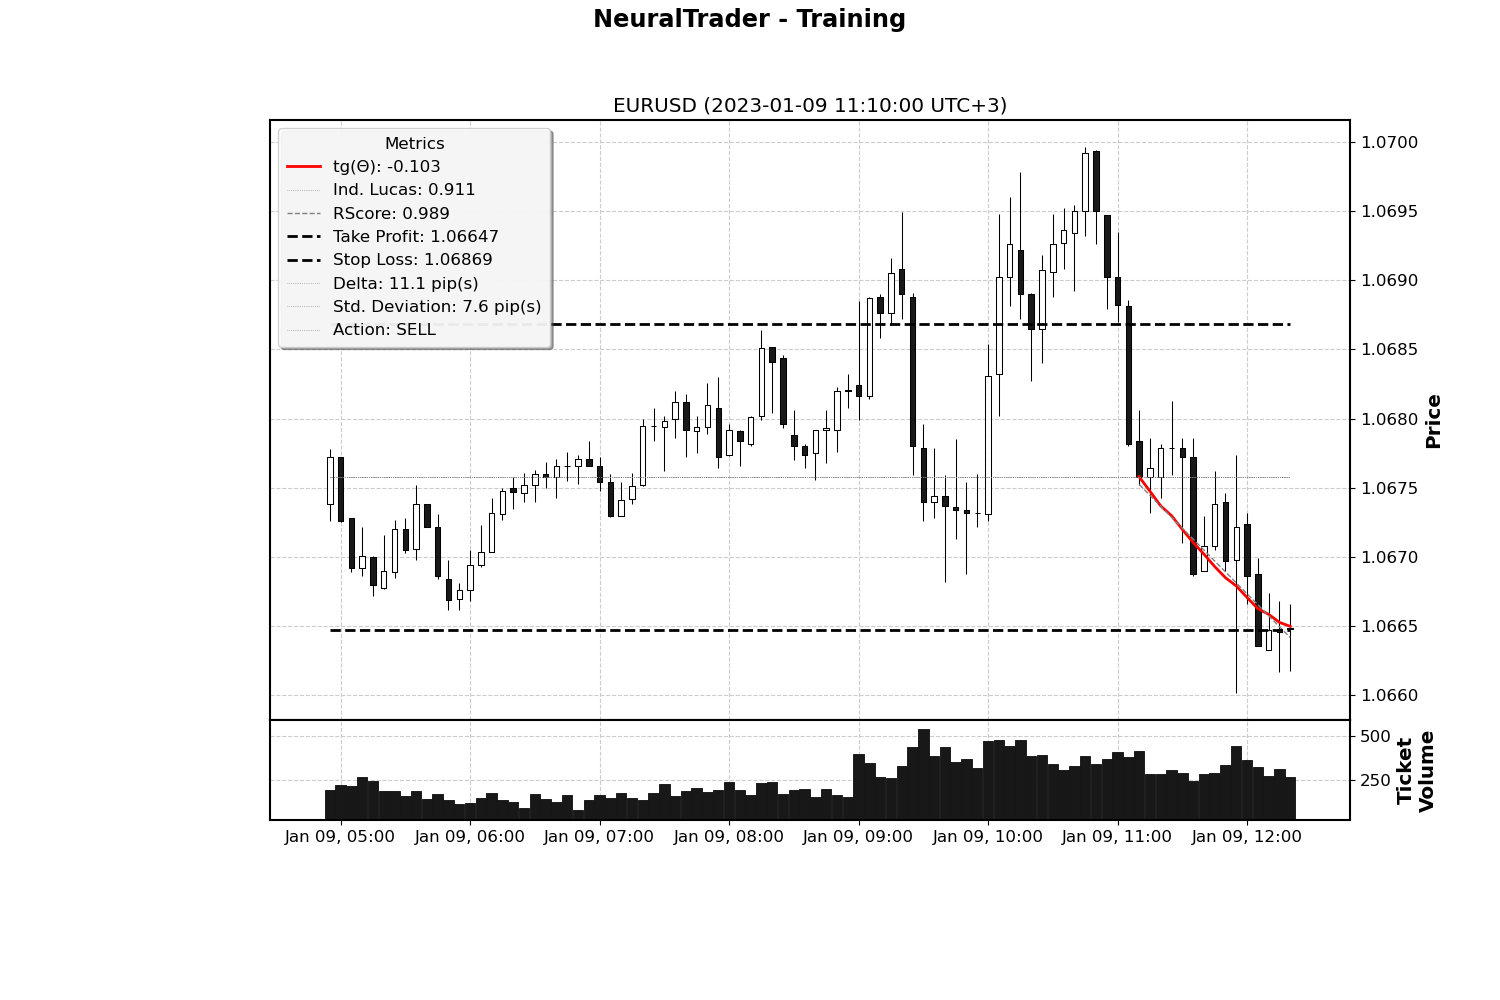 NeuralTrader - Training
EURUSD (2023-01-09 11:10:00 UTC+3)
Metrics
tg(Θ): -0.103
Ind. Lucas: 0.911
RScore: 0.989
Take Profit: 1.06647
Stop Loss: 1.06869
Delta: 11.1 pip(s)
Std. Deviation: 7.6 pip(s)
Action: SELL
1.0700
1.0695
1.0690
1.0685
1.0680
1.0675
1.0670
1.0665
1.0660
Price
500
250
Ticket
Volume
Jan 09, 05:00 Jan 09, 06:00 Jan 09, 07:00 Jan 09, 08:00 Jan 09, 09:00 Jan 09, 10:00 Jan 09, 11:00 Jan 09, 12:00